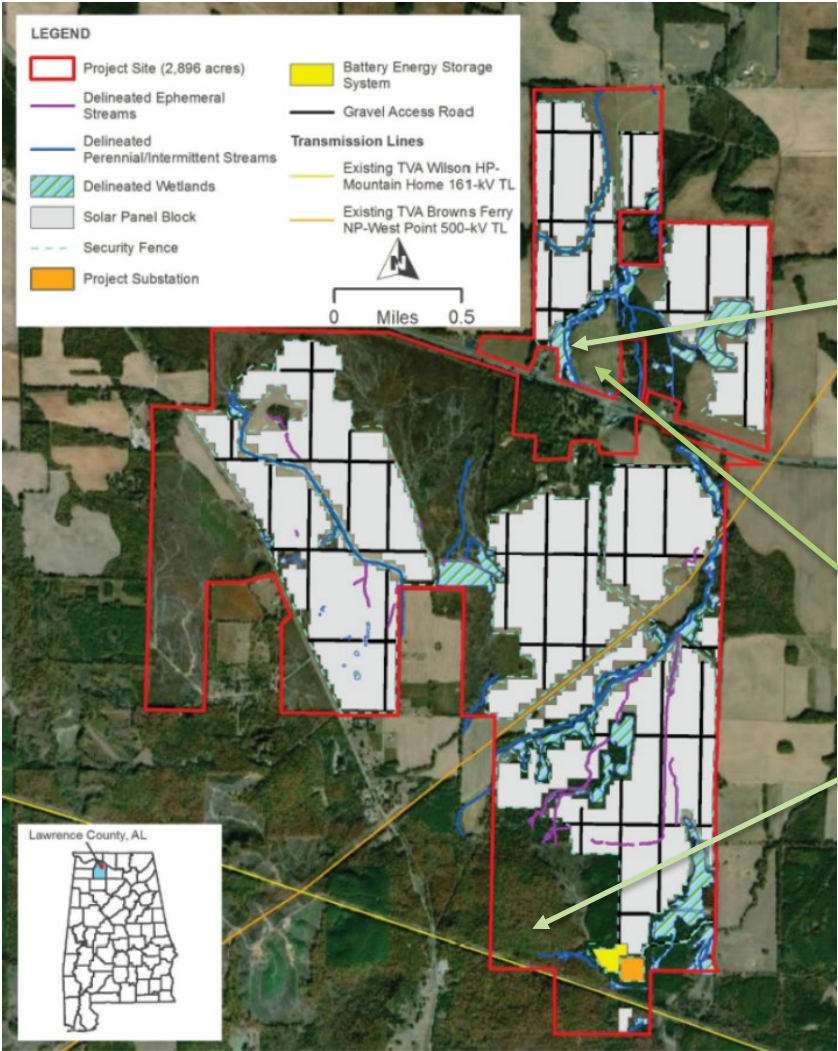 LEGEND
Project Site (2,896 acres)
Delineated Ephemeral
Streams
Delineated
Perennial/Intermittent Streams
Delineated Wetlands
Solar Panel Block
Security Fence
Project Substation
Battery Energy Storage
System
Gravel Access Road
Transmission Lines
Existing TVA Wilson HP-
Mountain Home 161-kV TL
Existing TVA Browns Ferry
NP-West Point 500-kV TL
N
0 Miles 0.5
Lawrence County, AL